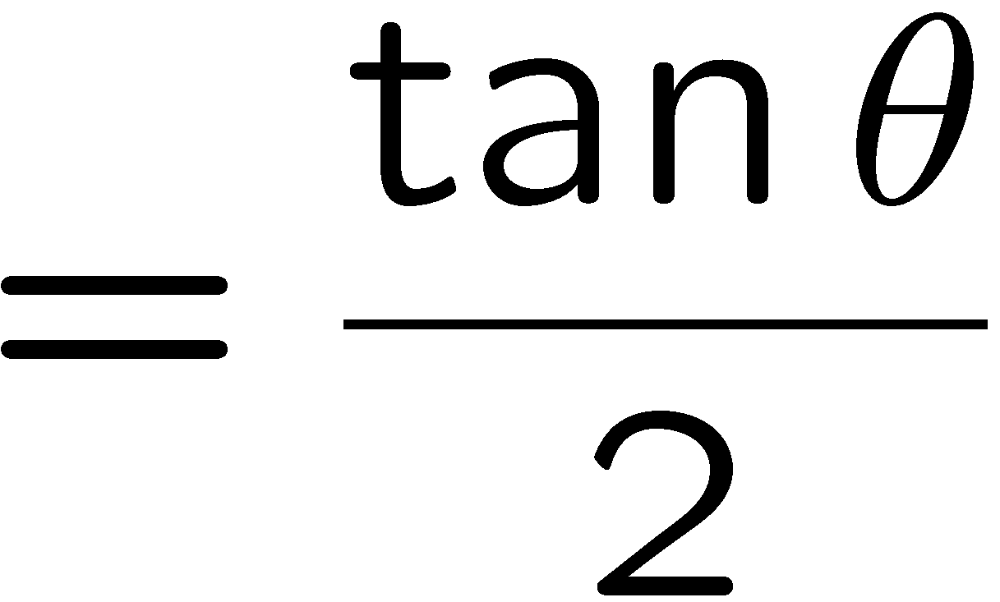 = tan θ / 2